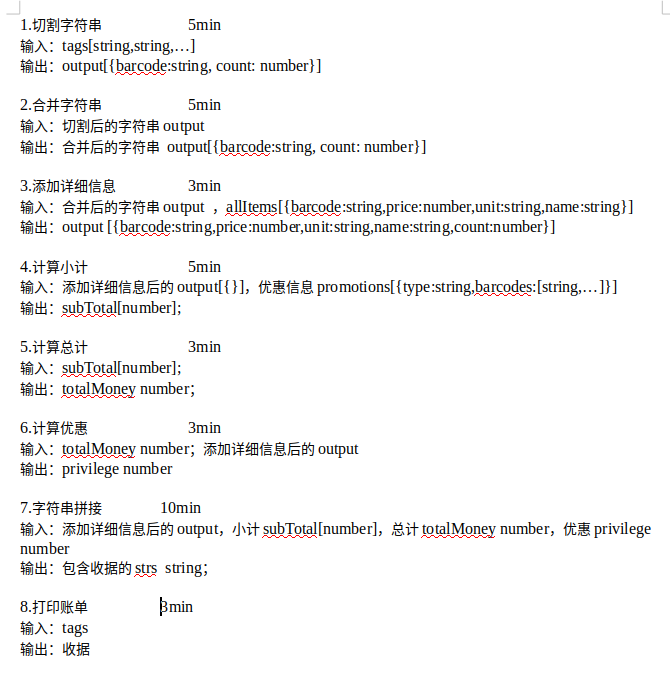 1.切割字符串 5min
输入：tags[string,string,…]
输出：output[{barcode:string, count: number}]
2.合并字符串 5min
输入：切割后的字符串 output
输出：合并后的字符串 output[{barcode:string, count: number}]
3.添加详细信息 3min
输入：合并后的字符串 output ，allItems[{barcode:string,price:number,unit:string,name:string}]
输出：output [{barcode:string,price:number,unit:string,name:string,count:number}]
4.计算小计 5min
输入：添加详细信息后的 output[{}]，优惠信息 promotions[{type:string,barcodes:[string,…]}]
输出：subTotal[number];
5.计算总计 3min
输入：subTotal[number];
输出：totalMoney number；
6.计算优惠 3min
输入：totalMoney number；添加详细信息后的 output
输出：privilege number
7.字符串拼接 10min
输入：添加详细信息后的 output，小计 subTotal[number]，总计 totalMoney number，优惠 privilege
number
输出：包含收据的 strs string；
8.打印账单 3min
输入：tags
输出：收据